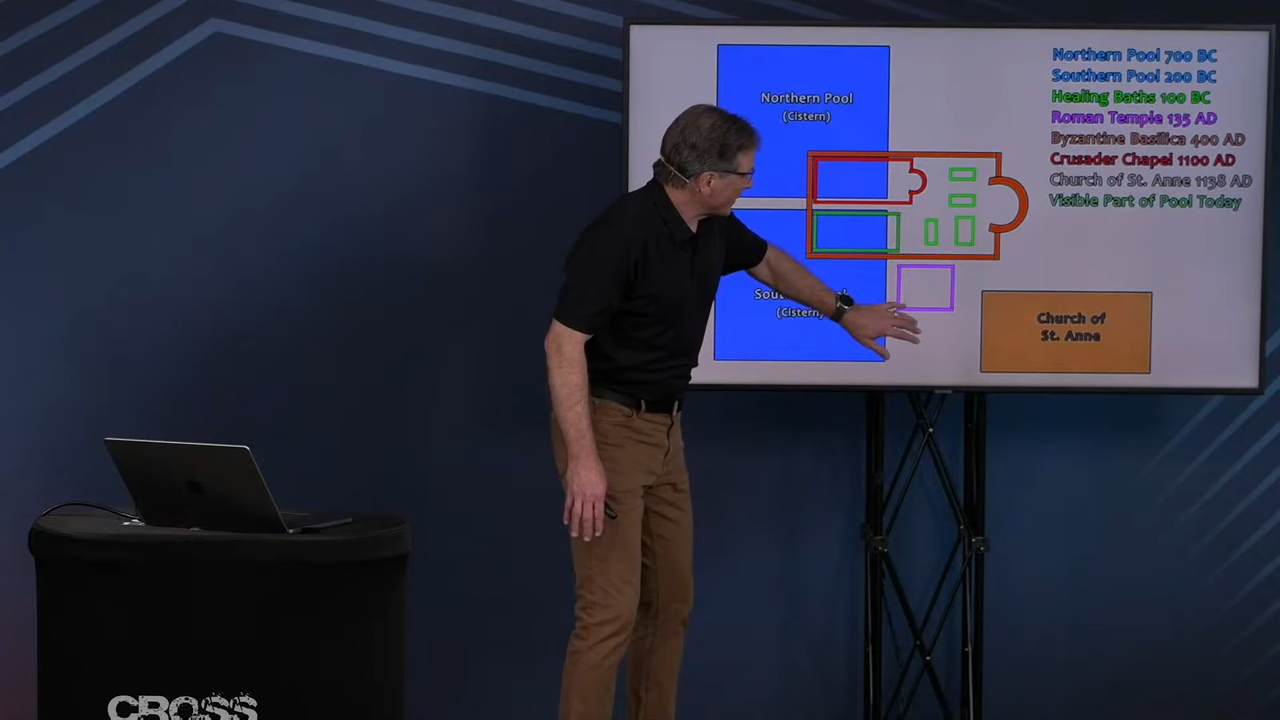 Northern Pool
(Cistern)
(Cistern)
Northern Pool 700 BC
Southern Pool 200 BC
Healing Baths 100 BC
Roman Temple 135 AD
Byzantine Basilica 400 AD
Crusader Chapel 1100 AD
Church of St. Anne 1138 AD
Visible Part of Pool Today
Church of
St. Anne
CROSS